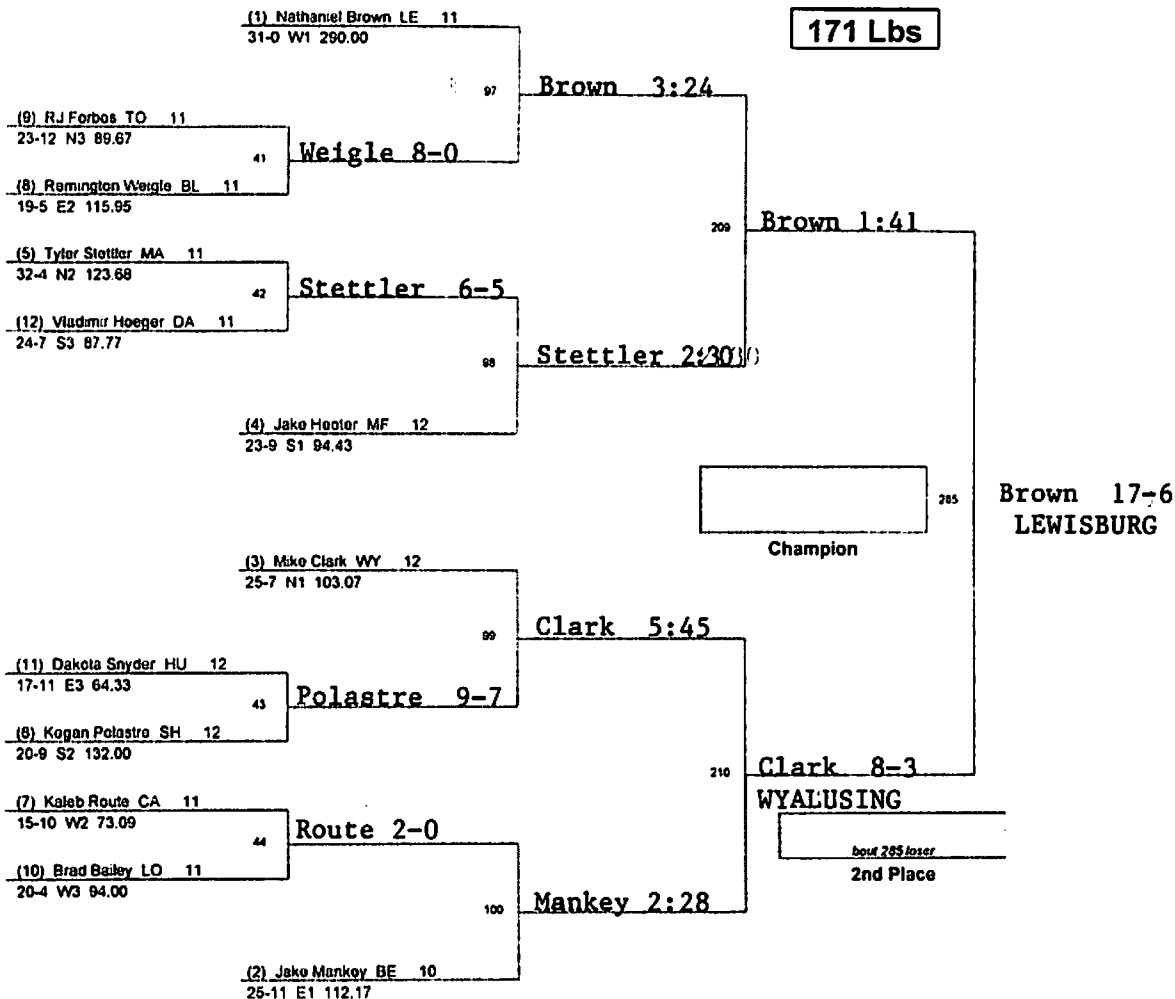 (1) Nathaniel Brown LE 11
31-0 W1 290.00
171 Lbs
97
Brown 3:24
(9) RJ Forbos TO 11
23-12 N3 89.67
41
Weigle 8-0
(8) Remington Weigle BL 11
19-5 E2 115.95
209
Brown 1:41
(5) Tyler Stettler MA 11
32-4 N2 123.68
42
Stettler 6-5
(12) Vladimir Hoeger DA 11
24-7 S3 87.77
98
Stettler 2:30
(4) Jake Hooter MF 12
23-9 S1 94.43
285
Brown 17-6
LEWISBURG
Champion
(3) Mike Clark WY 12
25-7 N1 103.07
99
Clark 5:45
(11) Dakota Snyder HU 12
17-11 E3 64.33
43
Polastre 9-7
(8) Kogan Polastre SH 12
20-9 S2 132.00
210
Clark 8-3
WYALUSING
(7) Kaleb Route CA 11
15-10 W2 73.09
44
Route 2-0
bout 285 loser
2nd Place
(10) Brad Bailey LO 11
20-4 W3 94.00
100
Mankey 2:28
(2) Jake Mankey BE 10
25-11 E1 112.17